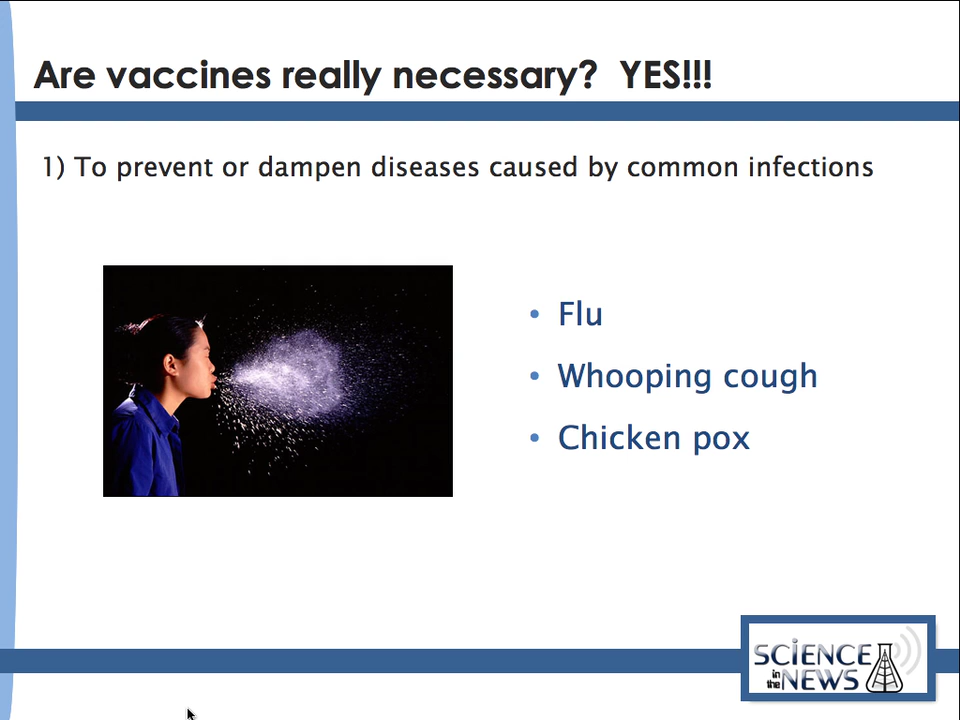 Are vaccines really necessary?  YES!!!
1) To prevent or dampen diseases caused by common infections
• Flu
• Whooping cough
• Chicken pox
SCIENCE
in the NEWS